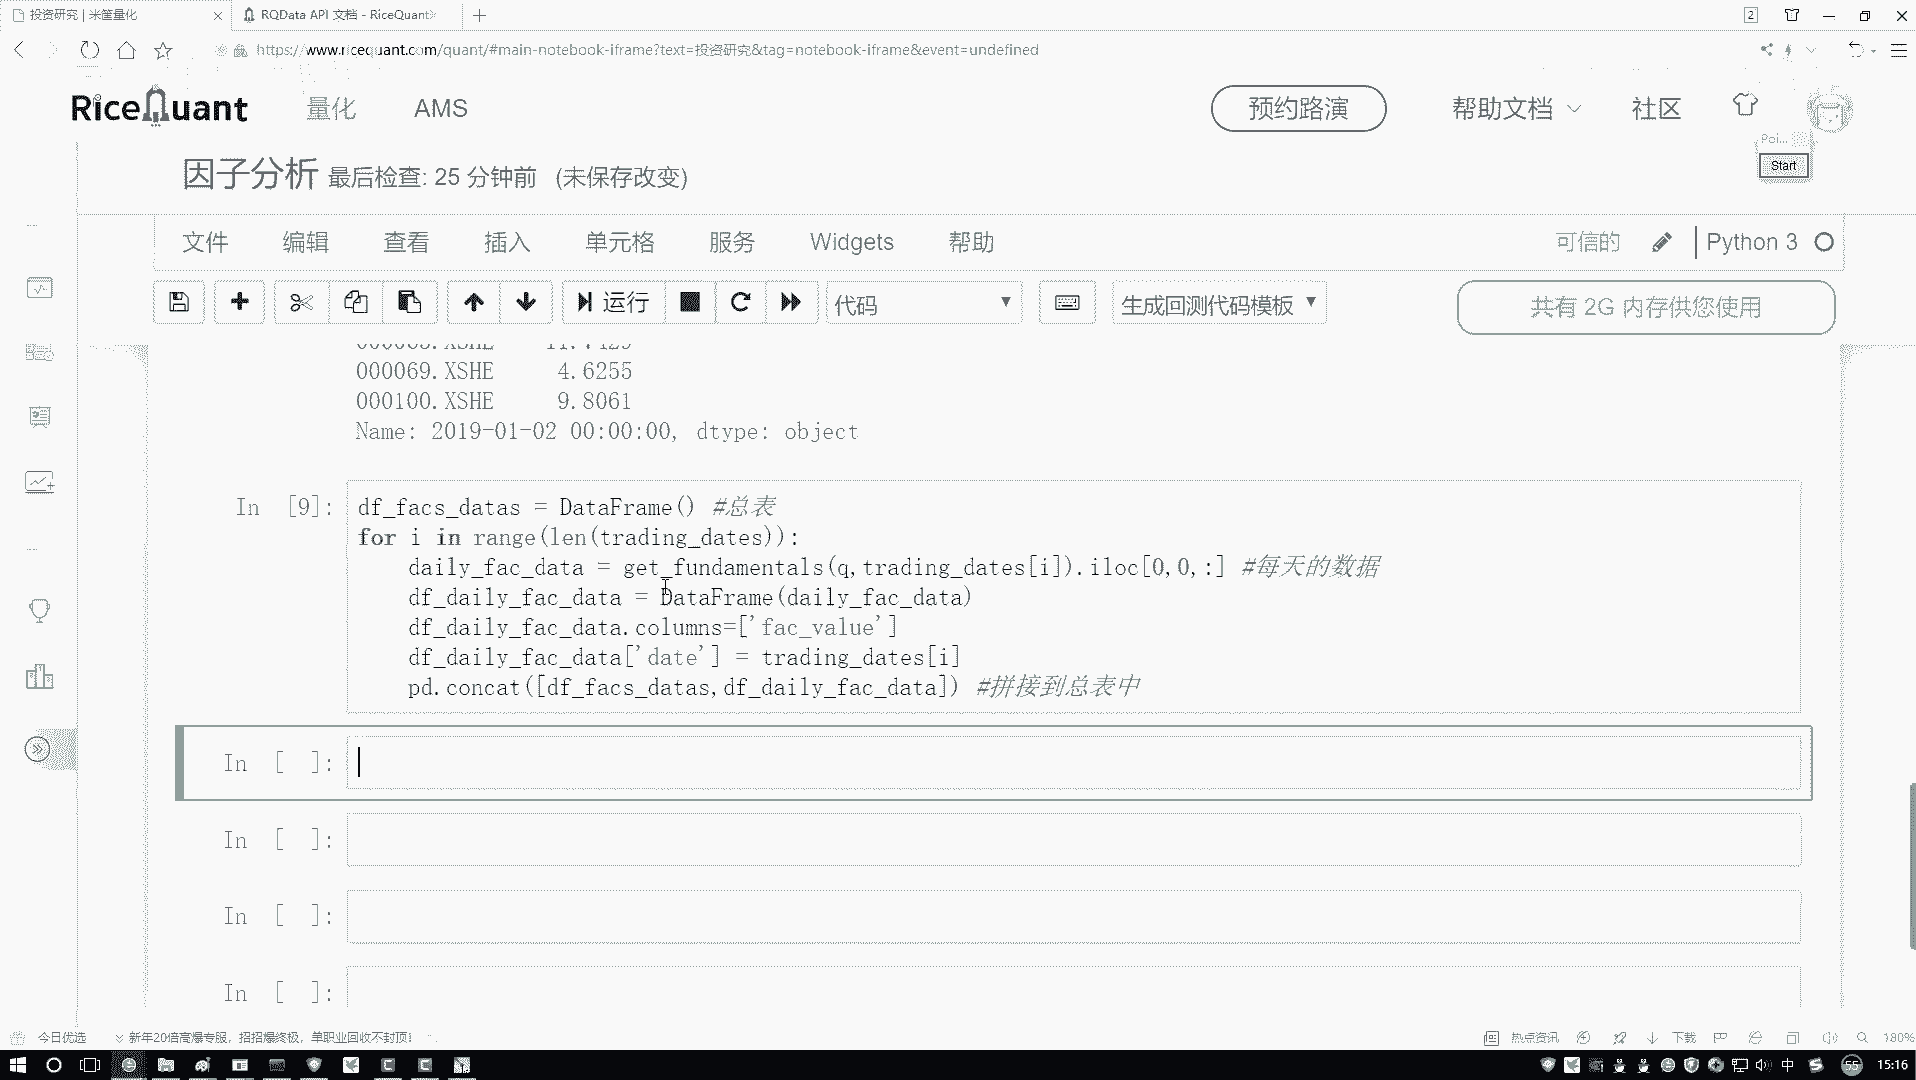 投资研究 | 米筐量化
RQData API 文档 - RiceQuant
2
https://www.ricequant.com/quant/#main-notebook-iframe?text=投资研究&tag=notebook-iframe&event=undefined
RiceQuant
量化
AMS
预约路演
帮助文档
社区
Poi...
Start
因子分析 最后检查: 25 分钟前 (未保存改变)
文件 编辑 查看 插入 单元格 服务 Widgets 帮助
可信的
Python 3
运行
代码
生成回测代码模板
共有 2G 内存供您使用
000069.XSHE 4.6255
000100.XSHE 9.8061
Name: 2019-01-02 00:00:00, dtype: object
In [9]: df_facs_datas = DataFrame() #总表
for i in range(len(trading_dates)):
daily_fac_data = get_fundamentals(q,trading_dates[i]).iloc[0,0,:] #每天的数据
df_daily_fac_data = DataFrame(daily_fac_data)
df_daily_fac_data.columns=['fac_value']
df_daily_fac_data['date'] = trading_dates[i]
pd.concat([df_facs_datas,df_daily_fac_data]) #拼接到总表中
In [ ]:
In [ ]:
In [ ]:
In [ ]:
今日优选
新年20倍高爆专服，招招爆终极，单职业回收不封顶!
热点资讯
下载
180%
中
55
15:16